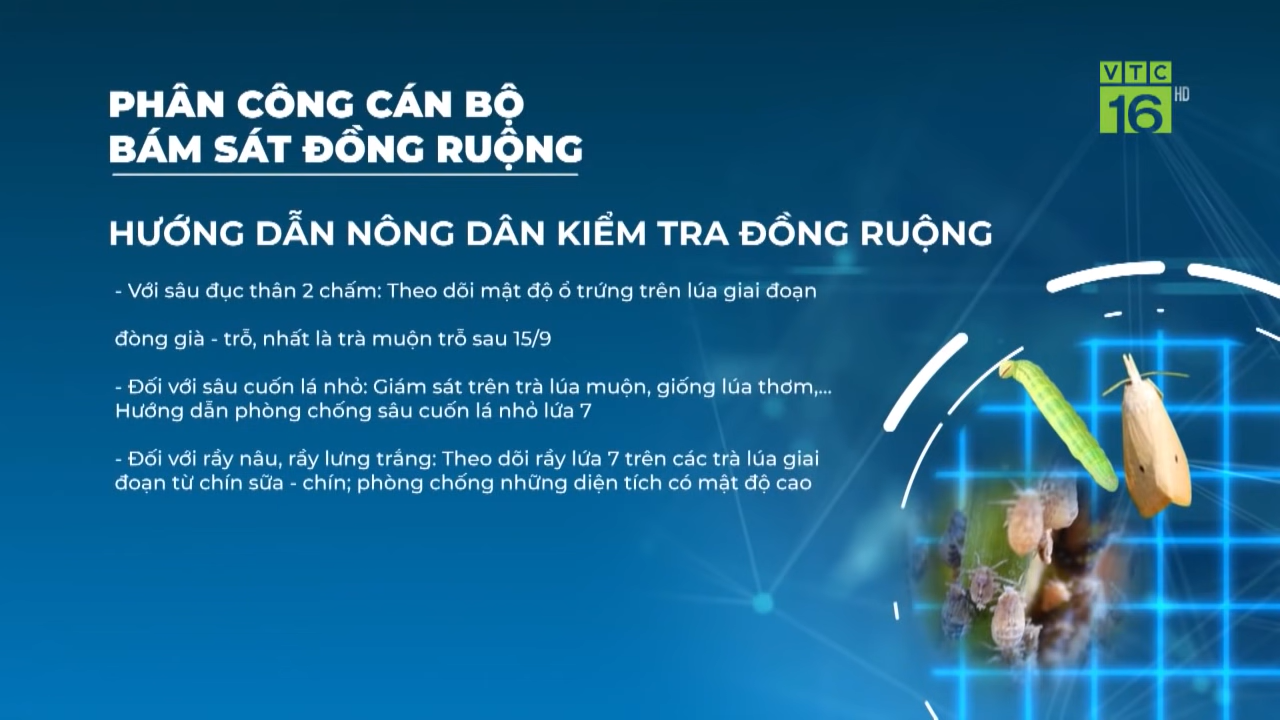 PHÂN CÔNG CÁN BỘ
BÁM SÁT ĐỒNG RUỘNG
HƯỚNG DẪN NÔNG DÂN KIỂM TRA ĐỒNG RUỘNG
- Với sâu đục thân 2 chấm: Theo dõi mật độ ổ trứng trên lúa giai đoạn
đòng già - trỗ, nhất là trà muộn trỗ sau 15/9
- Đối với sâu cuốn lá nhỏ: Giám sát trên trà lúa muộn, giống lúa thơm,...
Hướng dẫn phòng chống sâu cuốn lá nhỏ lứa 7
- Đối với rầy nâu, rầy lưng trắng: Theo dõi rầy lứa 7 trên các trà lúa giai
đoạn từ chín sữa - chín; phòng chống những diện tích có mật độ cao
VTC
16 HD